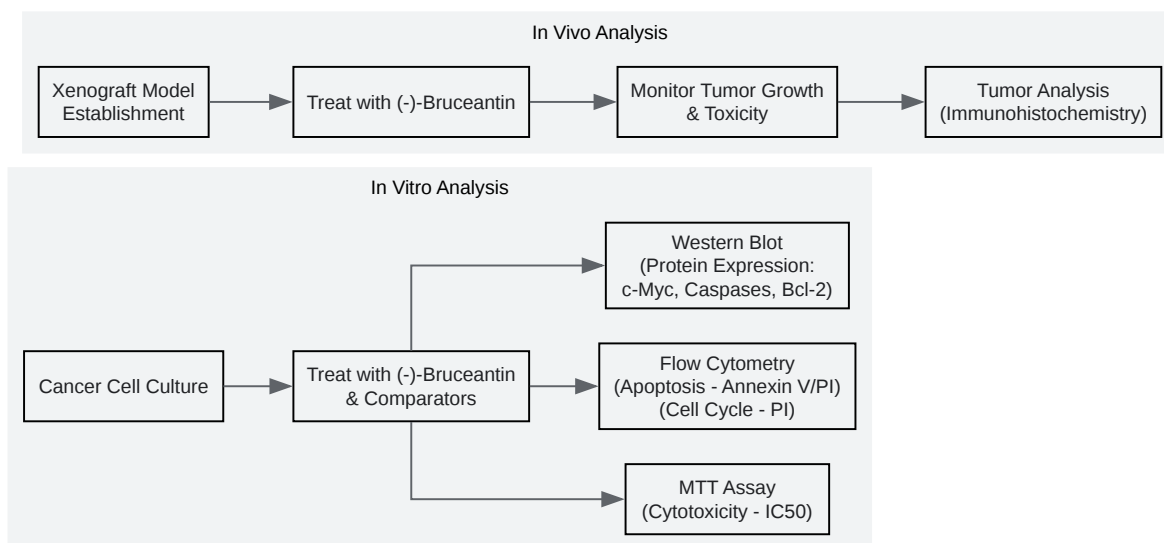 In Vivo Analysis
Xenograft Model
Establishment
Treat with (-)-Bruceantin
Monitor Tumor Growth
& Toxicity
Tumor Analysis
(Immunohistochemistry)
In Vitro Analysis
Cancer Cell Culture
Treat with (-)-Bruceantin
& Comparators
Western Blot
(Protein Expression:
c-Myc, Caspases, Bcl-2)
Flow Cytometry
(Apoptosis - Annexin V/PI)
(Cell Cycle - PI)
MTT Assay
(Cytotoxicity - IC50)